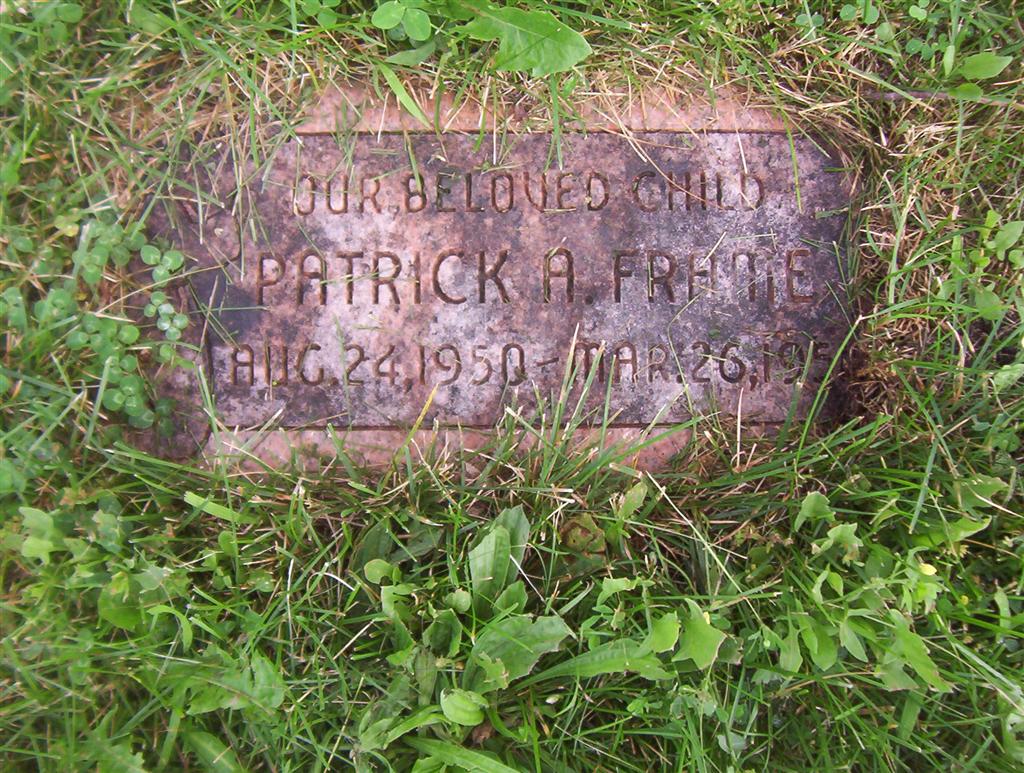 OUR BELOVED CHILD
PATRICK A. FRAME
AUG. 24, 1950 - MAR. 26,